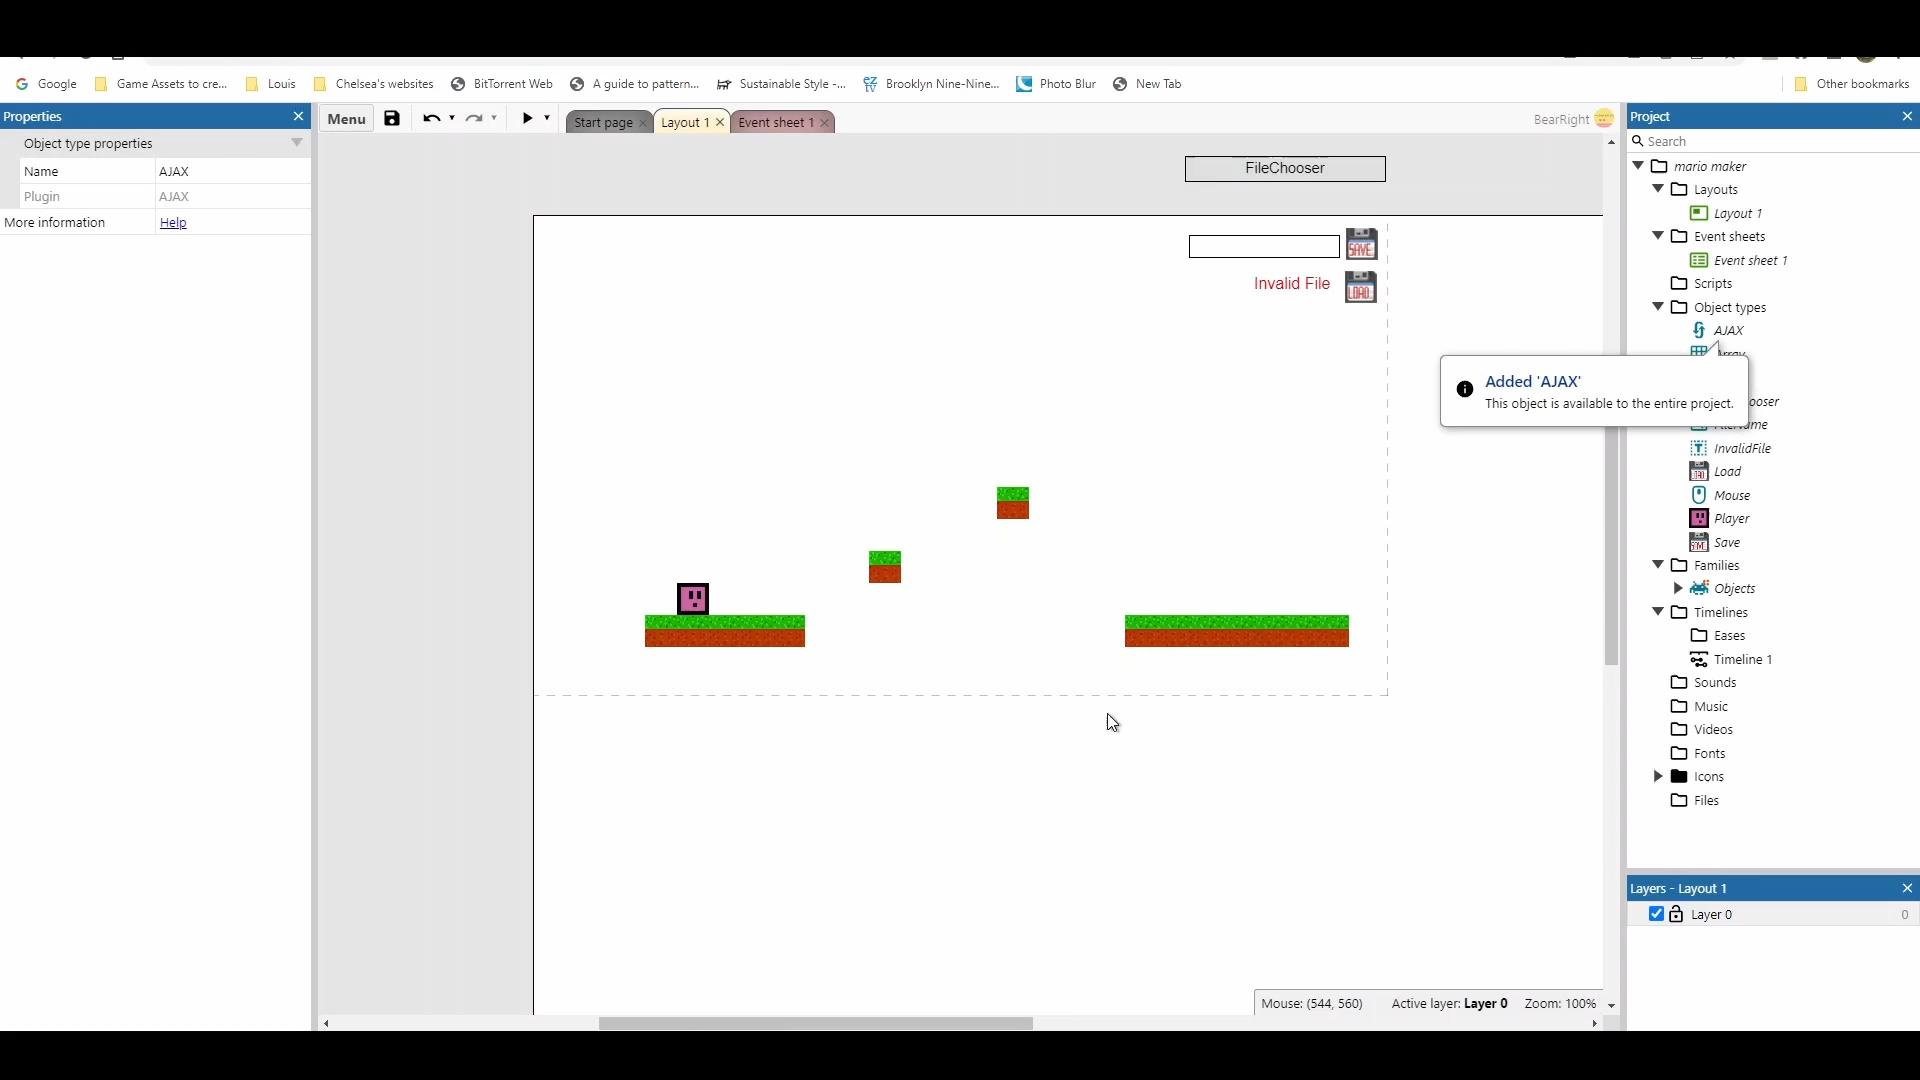 Google Game Assets to cre... Louis Chelsea's websites BitTorrent Web A guide to pattern... Sustainable Style -... Brooklyn Nine-Nine... Photo Blur New Tab Other bookmarks
Properties
Object type properties
Name AJAX
Plugin AJAX
More information Help
Menu Start page Layout 1 Event sheet 1 BearRight
FileChooser
SAVE
Invalid File LOAD
Mouse: (544, 560) Active layer: Layer 0 Zoom: 100%
Project
Search
mario maker
Layouts
Layout 1
Event sheets
Event sheet 1
Scripts
Object types
AJAX
Array
Added 'AJAX'
This object is available to the entire project.
ooser
FileName
InvalidFile
Load
Mouse
Player
Save
Families
Objects
Timelines
Eases
Timeline 1
Sounds
Music
Videos
Fonts
Icons
Files
Layers - Layout 1
Layer 0 0